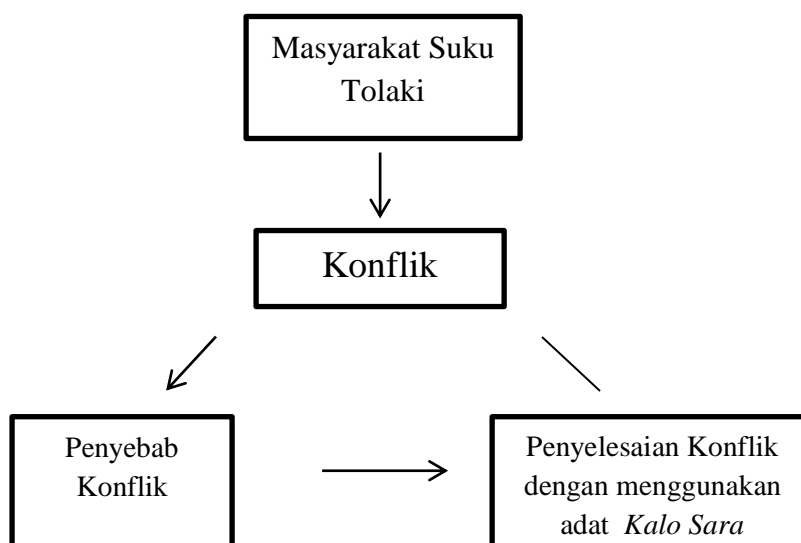 Masyarakat Suku
Tolaki
Konflik
Penyebab
Konflik
Penyelesaian Konflik
dengan menggunakan
adat Kalo Sara